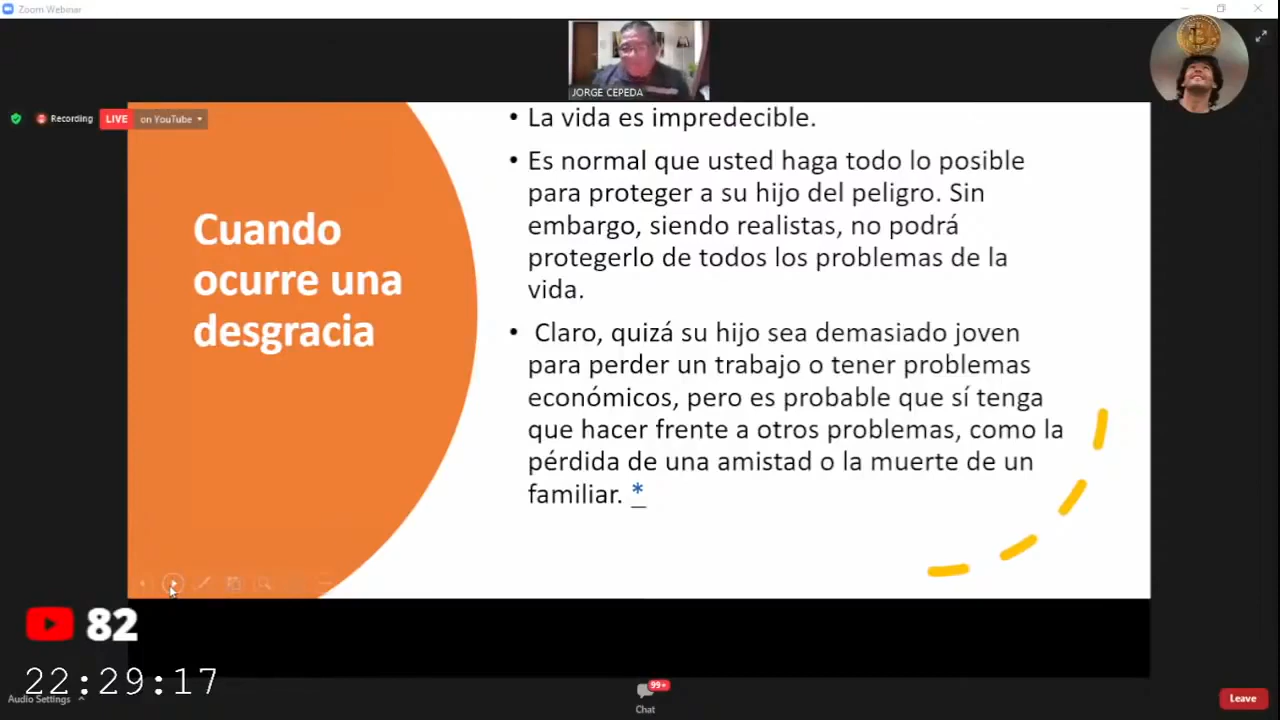 Zoom Webinar
JORGE CEPEDA
Recording
LIVE
on YouTube
Cuando
ocurre una
desgracia
• La vida es impredecible.
• Es normal que usted haga todo lo posible
para proteger a su hijo del peligro. Sin
embargo, siendo realistas, no podrá
protegerlo de todos los problemas de la
vida.
• Claro, quizá su hijo sea demasiado joven
para perder un trabajo o tener problemas
económicos, pero es probable que sí tenga
que hacer frente a otros problemas, como la
pérdida de una amistad o la muerte de un
familiar. *
82
22:29:17
Audio Settings
99+
Chat
Leave